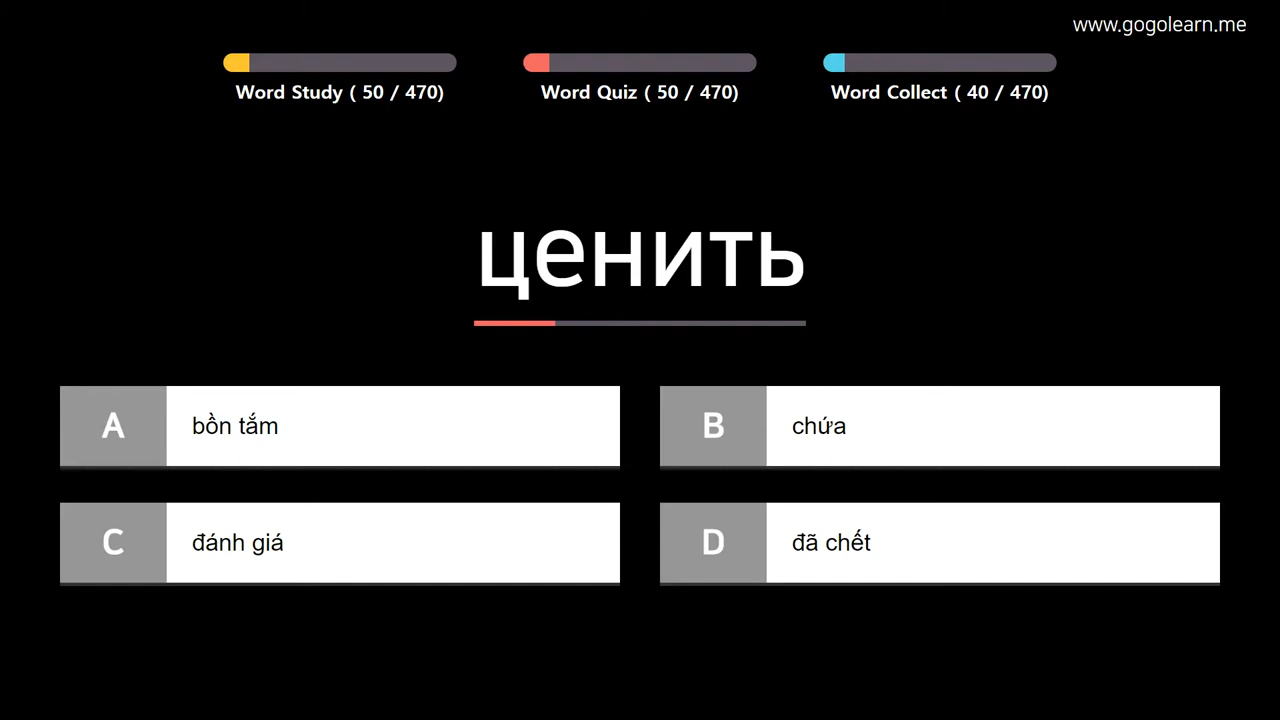 www.gogolearn.me
Word Study ( 50 / 470)
Word Quiz ( 50 / 470)
Word Collect ( 40 / 470)
ценить
A bồn tắm
B chứa
C đánh giá
D đã chết